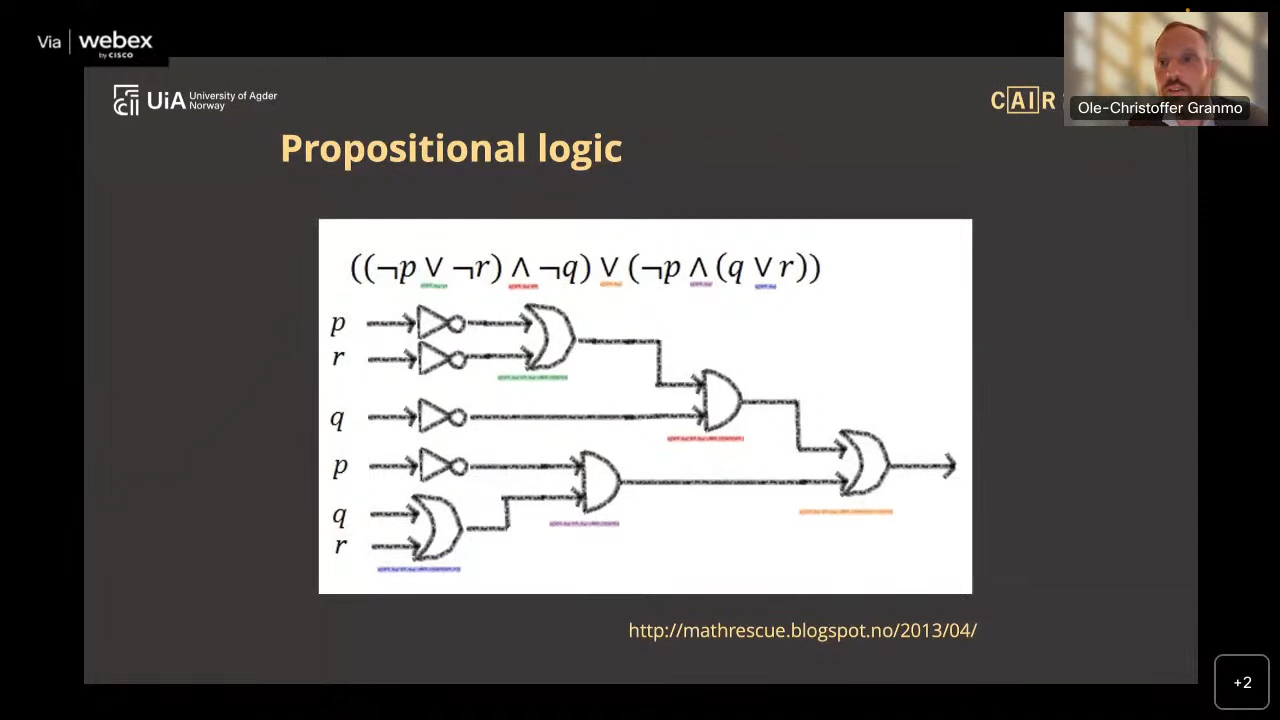 Via webex
by CISCO
UiA University of Agder
Norway
CAIR
Ole-Christoffer Granmo
Propositional logic
((¬p ∨ ¬r) ∧ ¬q) ∨ (¬p ∧ (q ∨ r))
p
r
q
p
q
r
http://mathrescue.blogspot.no/2013/04/
+2